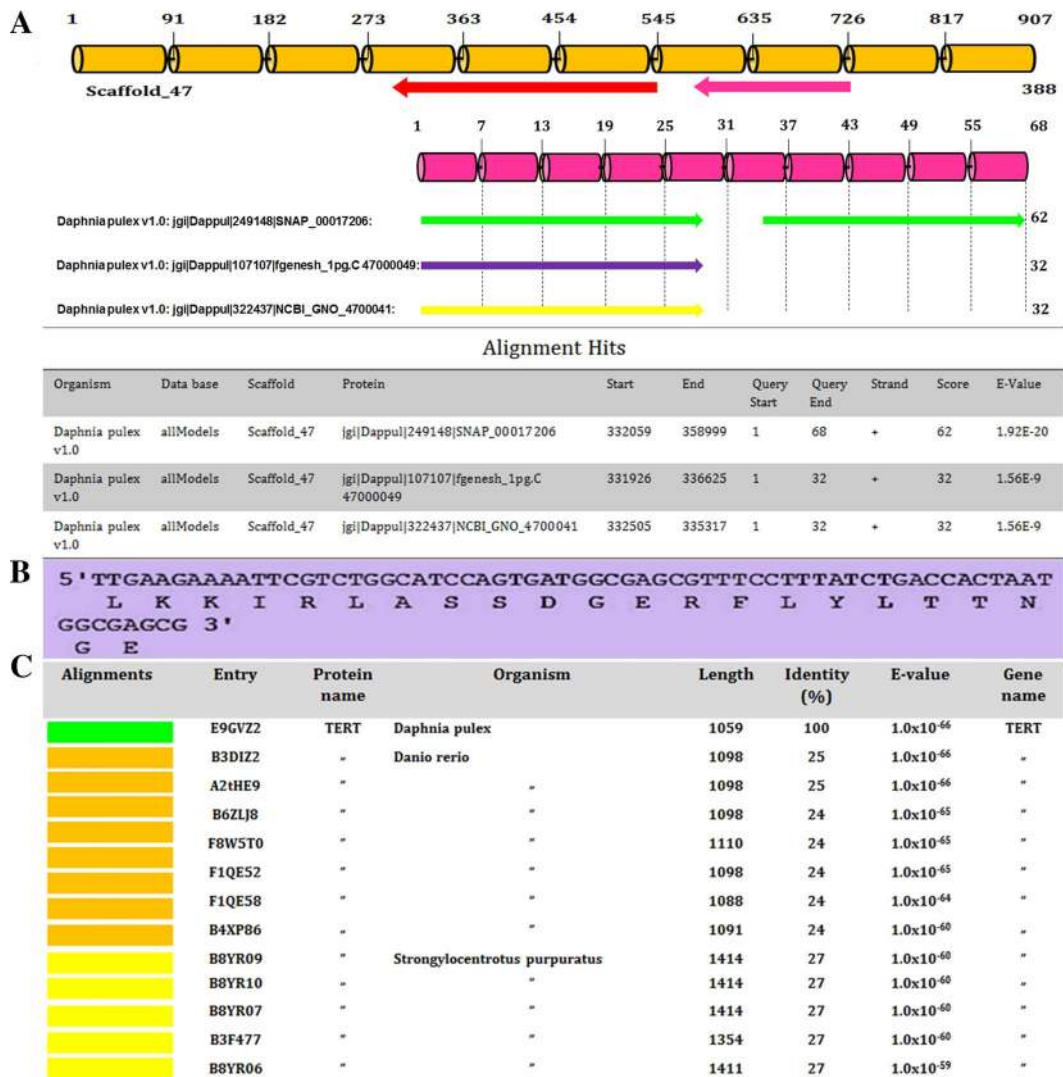 A
1 91 182 273 363 454 545 635 726 817 907
Scaffold_47
388
1 7 13 19 25 31 37 43 49 55 68
Daphnia pulex v1.0: jgi|Dappul|249148|SNAP_00017206:
62
Daphnia pulex v1.0: jgi|Dappul|107107|fgenesh_1pg.C 47000049:
32
Daphnia pulex v1.0: jgi|Dappul|322437|NCBI_GNO_4700041:
32
Alignment Hits
Organism Data base Scaffold Protein Start End Query Start Query End Strand Score E-Value
Daphnia pulex v1.0 allModels Scaffold_47 jgi|Dappul|249148|SNAP_00017206 332059 358999 1 68 + 62 1.92E-20
Daphnia pulex v1.0 allModels Scaffold_47 jgi|Dappul|107107|fgenesh_1pg.C 47000049 331926 336625 1 32 + 32 1.56E-9
Daphnia pulex v1.0 allModels Scaffold_47 jgi|Dappul|322437|NCBI_GNO_4700041 332505 335317 1 32 + 32 1.56E-9
B
5'TTGAAGAAAATTCGTCTGGCATCCAGTGATGGCGAGCGTTTCCTTTATCTGACCACTAAT
L K K I R L A S S D G E R F L Y L T T N
GGCGAGCG 3'
G E
C
Alignments Entry Protein name Organism Length Identity (%) E-value Gene name
E9GVZ2 TERT Daphnia pulex 1059 100 1.0x10⁻⁶⁶ TERT
B3DIZ2 „ Danio rerio 1098 25 1.0x10⁻⁶⁶ „
A2tHE9 ″ ″ 1098 25 1.0x10⁻⁶⁶ ″
B6ZLJ8 ″ ″ 1098 24 1.0x10⁻⁶⁵ ″
F8W5T0 ″ ″ 1110 24 1.0x10⁻⁶⁵ ″
F1QE52 ″ ″ 1098 24 1.0x10⁻⁶⁵ ″
F1QE58 ″ ″ 1088 24 1.0x10⁻⁶⁴ ″
B4XP86 „ ″ 1091 24 1.0x10⁻⁶⁰ „
B8YR09 ″ Strongylocentrotus purpuratus 1414 27 1.0x10⁻⁶⁰ ″
B8YR10 ″ ″ 1414 27 1.0x10⁻⁶⁰ ″
B8YR07 ″ ″ 1414 27 1.0x10⁻⁶⁰ ″
B3F477 ″ ″ 1354 27 1.0x10⁻⁶⁰ ″
B8YR06 ″ ″ 1411 27 1.0x10⁻⁵⁹ ″